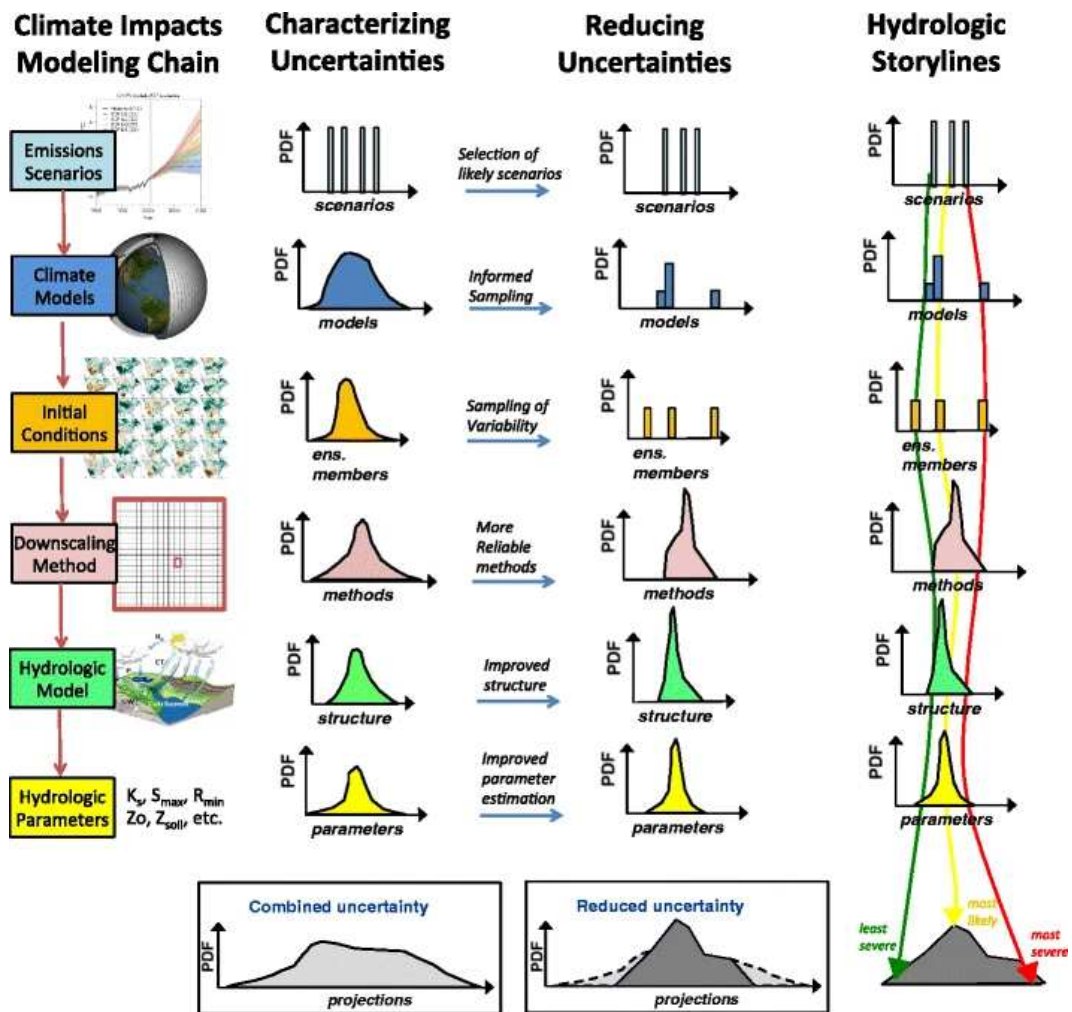 Climate Impacts
Modeling Chain
Characterizing
Uncertainties
Reducing
Uncertainties
Hydrologic
Storylines
Emissions
Scenarios
PDF
scenarios
Selection of
likely scenarios
PDF
scenarios
PDF
scenarios
Climate
Models
PDF
models
Informed
Sampling
PDF
models
PDF
models
Initial
Conditions
PDF
ens.
members
Sampling of
Variability
PDF
ens.
members
PDF
ens.
members
Downscaling
Method
PDF
methods
More
Reliable
methods
PDF
methods
PDF
methods
Hydrologic
Model
PDF
structure
Improved
structure
PDF
structure
PDF
structure
Hydrologic
Parameters
Ks, Smax, Rmin
Zo, Zsoil, etc.
PDF
parameters
Improved
parameter
estimation
PDF
parameters
PDF
parameters
Combined uncertainty
PDF
projections
Reduced uncertainty
PDF
projections
least
severe
most
likely
most
severe